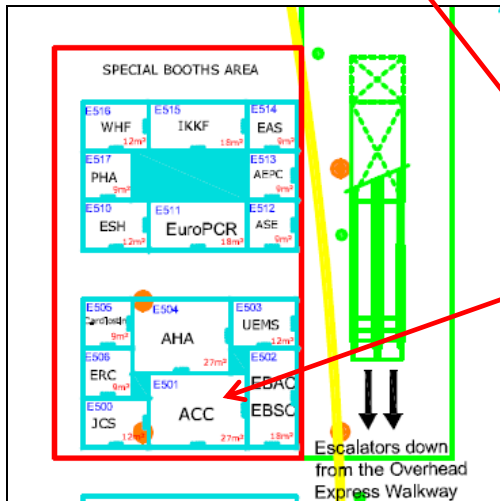 SPECIAL BOOTHS AREA
E516 E515 E514
WHF IKKF EAS
12m² 18m² 9m²
E517 E513
PHA AEPC
9m² 9m²
E510 E511 E512
ESH EuroPCR ASE
12m² 18m² 9m²
E505 E504 E503
AHA UEMS
9m² 27m² 12m²
E506 E501 E502
ERC ACC EBAC
9m²
E500 EBSC
JCS
12m² 27m² 18m²
Escalators down
from the Overhead
Express Walkway